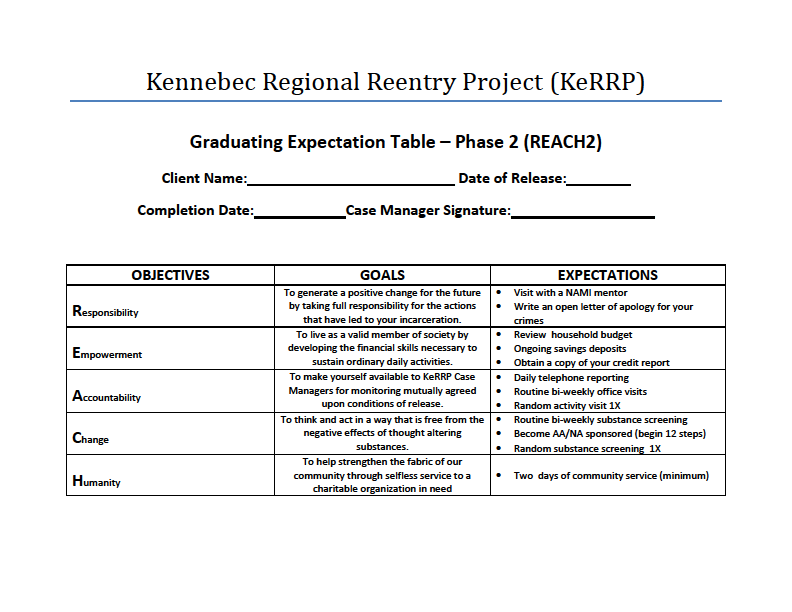 Kennebec Regional Reentry Project (KeRRP)
Graduating Expectation Table – Phase 2 (REACH2)
Client Name:__________________________ Date of Release:________
Completion Date:___________Case Manager Signature:__________________
OBJECTIVES GOALS EXPECTATIONS
Responsibility
To generate a positive change for the future
by taking full responsibility for the actions
that have led to your incarceration.
• Visit with a NAMI mentor
• Write an open letter of apology for your
crimes
Empowerment
To live as a valid member of society by
developing the financial skills necessary to
sustain ordinary daily activities.
• Review household budget
• Ongoing savings deposits
• Obtain a copy of your credit report
Accountability
To make yourself available to KeRRP Case
Managers for monitoring mutually agreed
upon conditions of release.
• Daily telephone reporting
• Routine bi-weekly office visits
• Random activity visit 1X
Change
To think and act in a way that is free from the
negative effects of thought altering
substances.
• Routine bi-weekly substance screening
• Become AA/NA sponsored (begin 12 steps)
• Random substance screening 1X
Humanity
To help strengthen the fabric of our
community through selfless service to a
charitable organization in need
• Two days of community service (minimum)